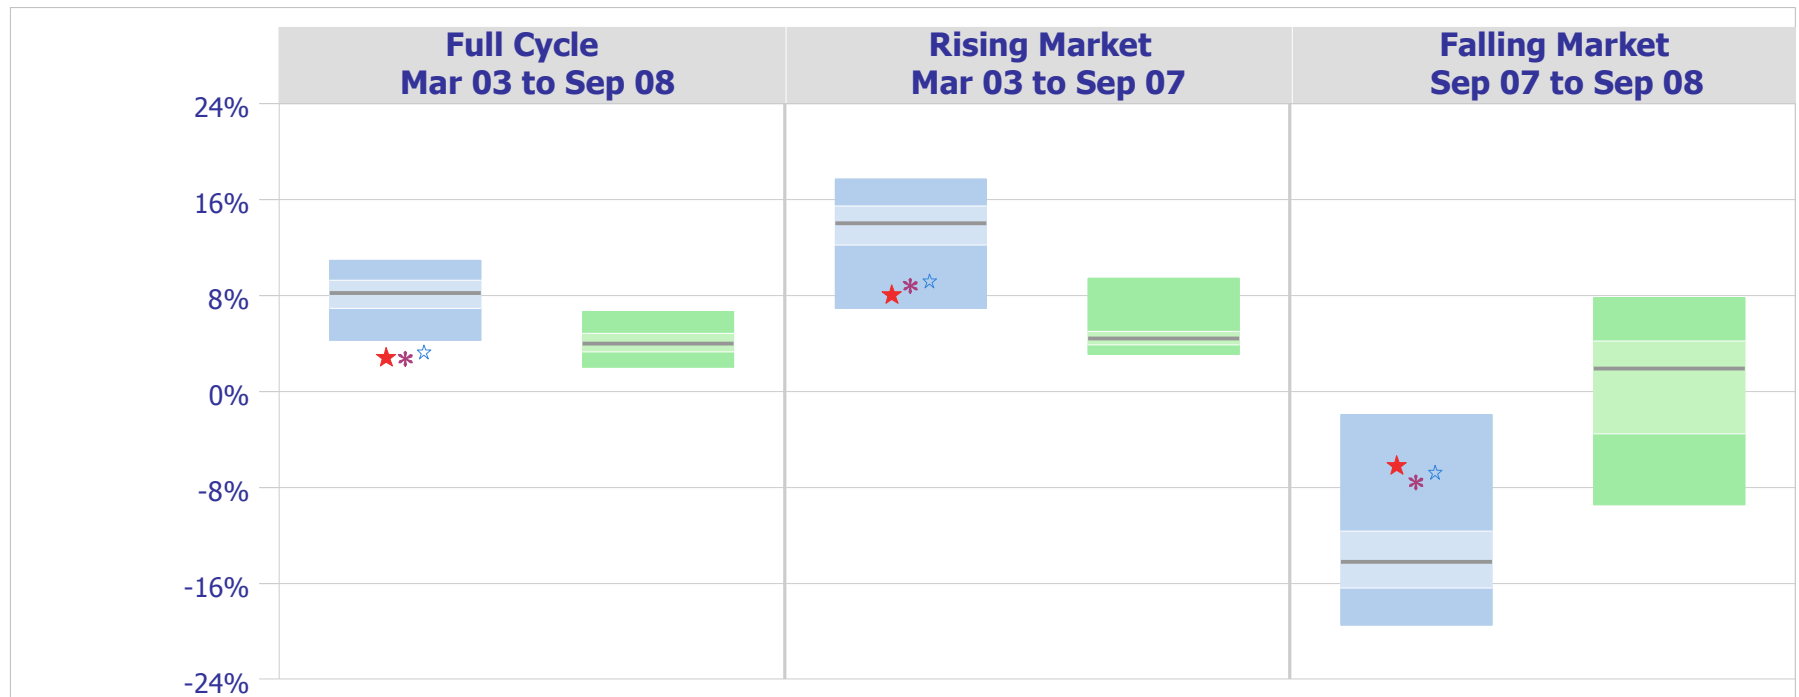 Full Cycle
Mar 03 to Sep 08
Rising Market
Mar 03 to Sep 07
Falling Market
Sep 07 to Sep 08
24%
16%
8%
0%
-8%
-16%
-24%